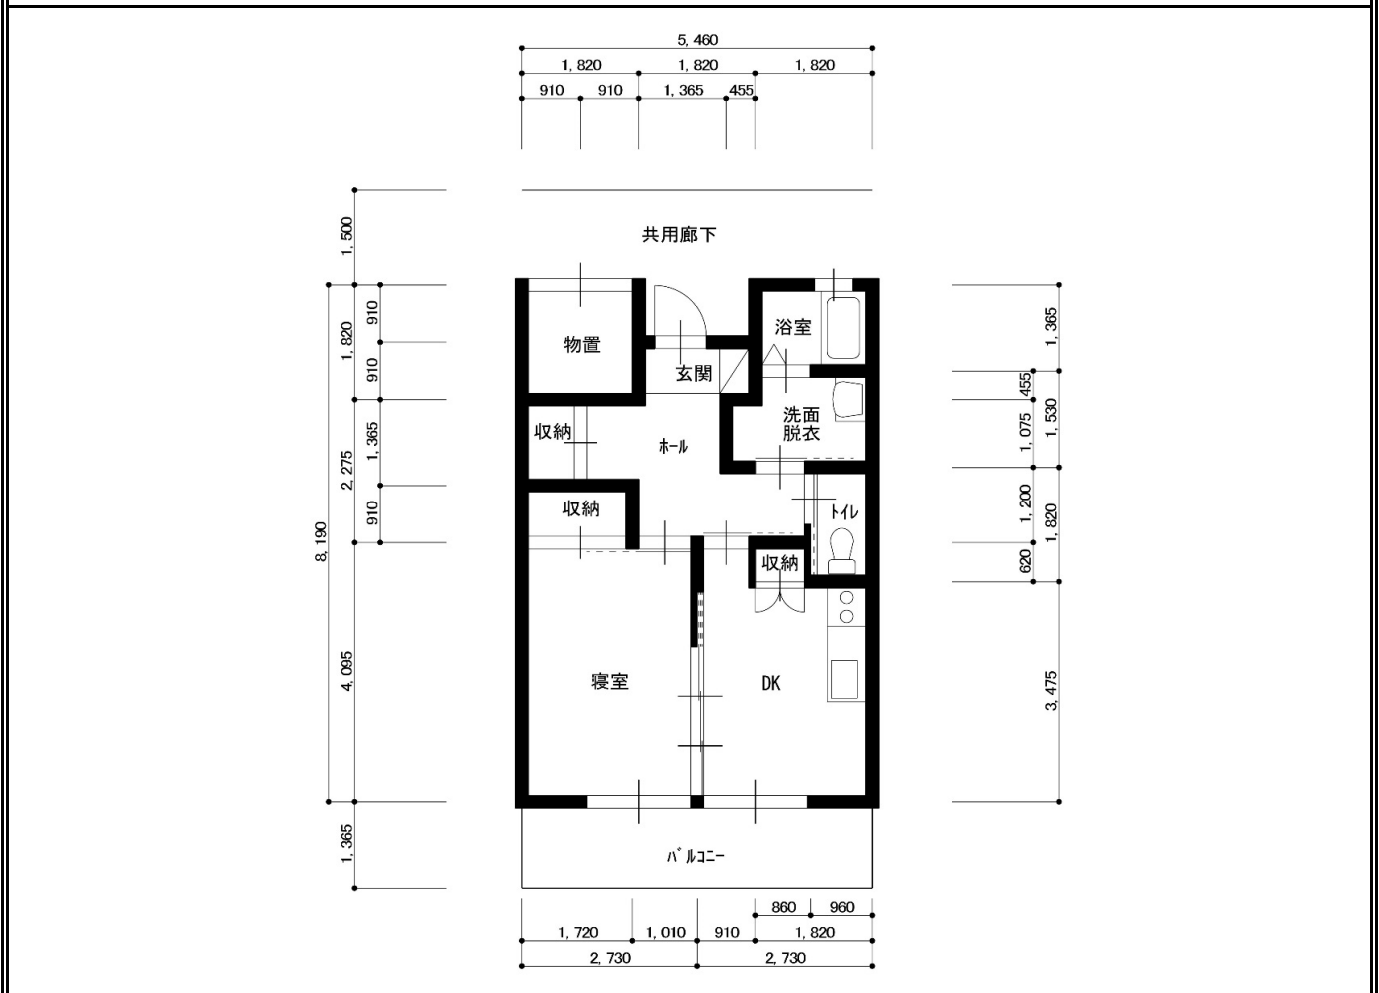 5, 460
1, 820 1, 820 1, 820
910 910 1, 365 455
共用廊下
1, 500
物置
浴室
玄関
収納
ﾎｰﾙ
洗面
脱衣
収納
ﾄｲﾚ
収納
寝室
DK
ﾊﾞﾙｺﾆｰ
8, 190
1, 820
2, 275
4, 095
1, 365
910
910
1, 365
910
1, 365
455
1, 530
1, 075
1, 200
1, 820
620
3, 475
860 960
1, 720 1, 010 910 1, 820
2, 730 2, 730